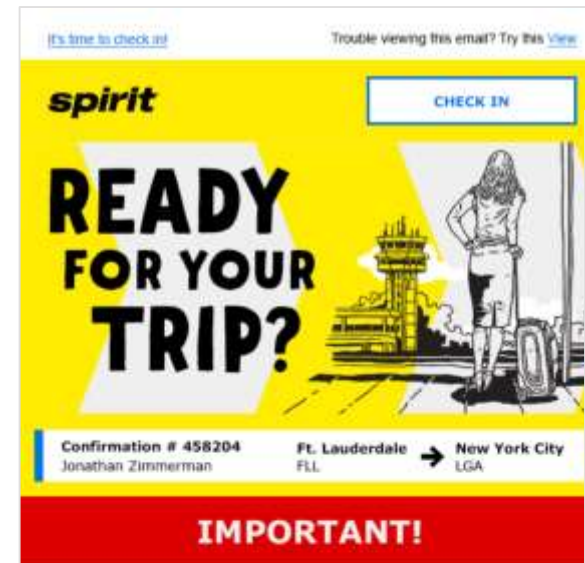 It's time to check in!
Trouble viewing this email? Try this View
spirit
CHECK IN
READY
FOR YOUR
TRIP?
Confirmation # 458204
Jonathan Zimmerman
Ft. Lauderdale
FLL
New York City
LGA
IMPORTANT!